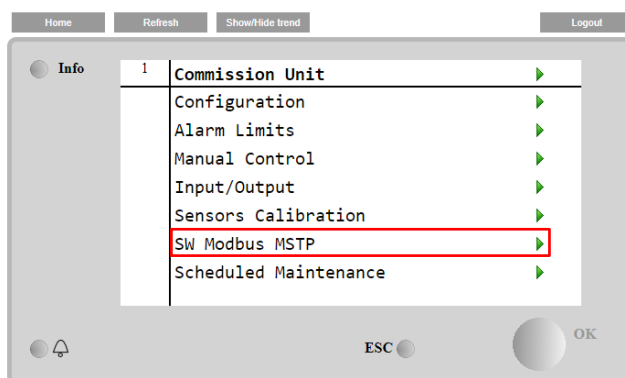 Home Refresh Show/Hide trend Logout
Info
1 Commission Unit
Configuration
Alarm Limits
Manual Control
Input/Output
Sensors Calibration
SW Modbus MSTP
Scheduled Maintenance
ESC OK